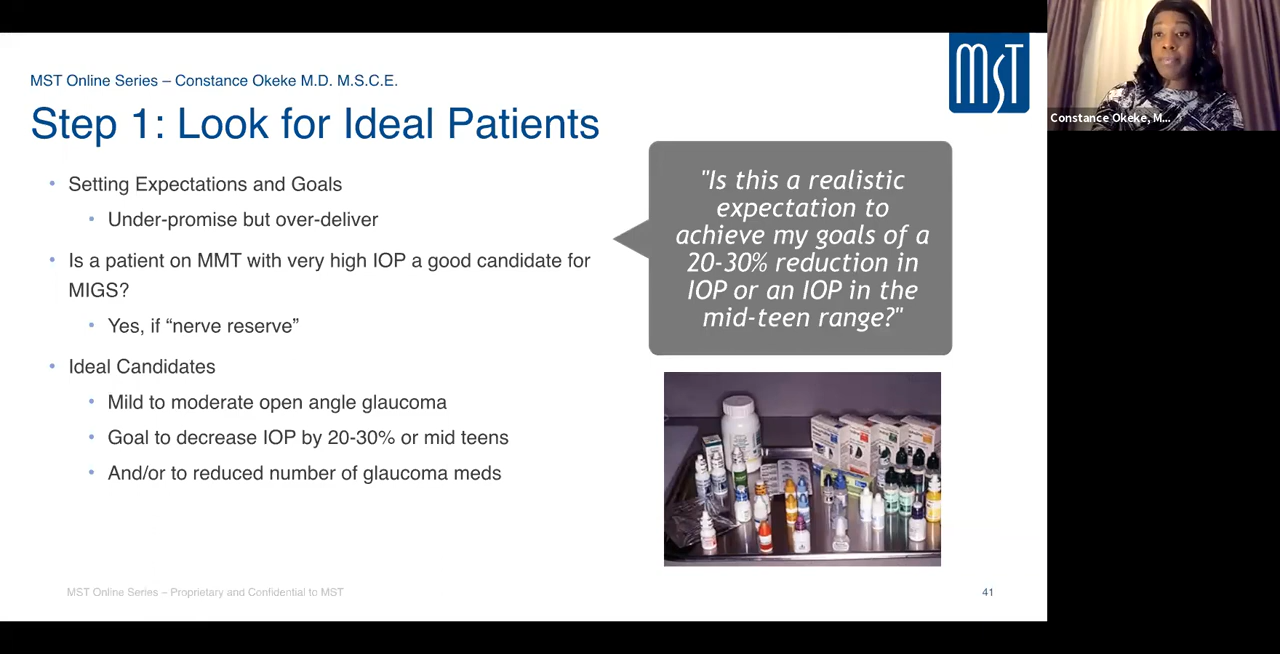 MST Online Series – Constance Okeke M.D. M.S.C.E.
MST
Step 1: Look for Ideal Patients
• Setting Expectations and Goals
• Under-promise but over-deliver
• Is a patient on MMT with very high IOP a good candidate for
MIGS?
• Yes, if “nerve reserve”
• Ideal Candidates
• Mild to moderate open angle glaucoma
• Goal to decrease IOP by 20-30% or mid teens
• And/or to reduced number of glaucoma meds
"Is this a realistic
expectation to
achieve my goals of a
20-30% reduction in
IOP or an IOP in the
mid-teen range?"
MST Online Series – Proprietary and Confidential to MST
41
Constance Okeke, M...